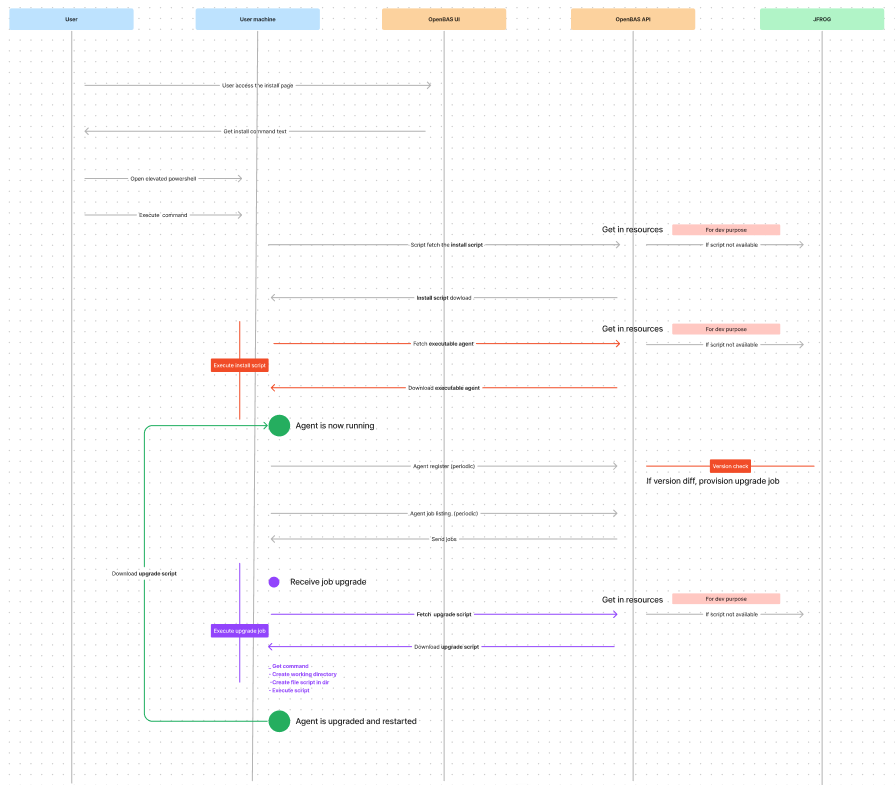 User
User machine
OpenBAS UI
OpenBAS API
JFROG
User access the install page
Get install command text
Open elevated powershell
Execute command
Get in resources
For dev purpose
Script fetch the install script
If script not available
Install script dowload
Get in resources
For dev purpose
Fetch executable agent
If script not available
Execute install script
Download executable agent
Agent is now running
Agent register (periodic)
Version check
If version diff, provision upgrade job
Agent job listing (periodic)
Send jobs
Download upgrade script
Receive job upgrade
Get in resources
For dev purpose
Fetch upgrade script
If script not available
Execute upgrade job
Download upgrade script
_ Get command
- Create working directory
-Create file script in dir
- Execute script
Agent is upgraded and restarted